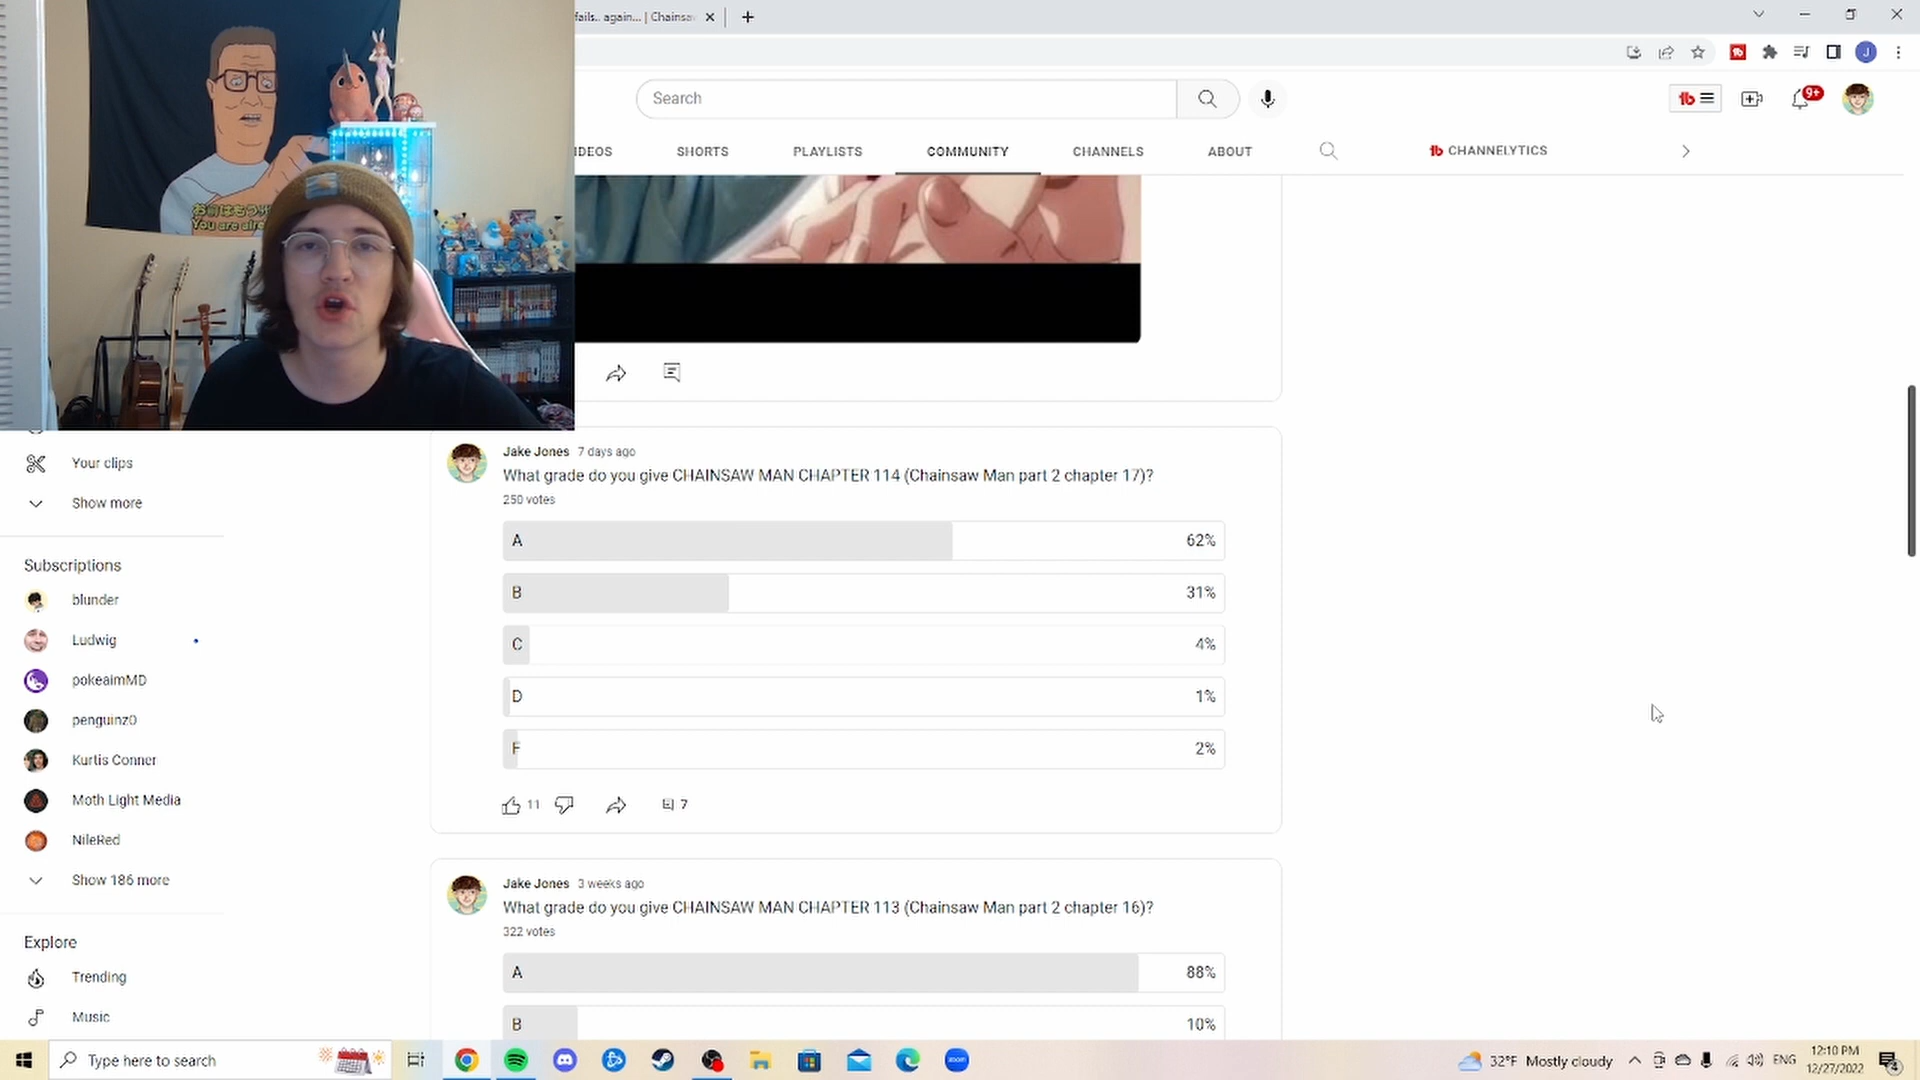 fails.. again... | Chainsa
Search
9+
IDEOS
SHORTS
PLAYLISTS
COMMUNITY
CHANNELS
ABOUT
CHANNELYTICS
You are
Your clips
Show more
Subscriptions
blunder
Ludwig
pokeaimMD
penguinz0
Kurtis Conner
Moth Light Media
NileRed
Show 186 more
Explore
Trending
Music
Jake Jones 7 days ago
What grade do you give CHAINSAW MAN CHAPTER 114 (Chainsaw Man part 2 chapter 17)?
250 votes
A 62%
B 31%
C 4%
D 1%
F 2%
11 7
Jake Jones 3 weeks ago
What grade do you give CHAINSAW MAN CHAPTER 113 (Chainsaw Man part 2 chapter 16)?
322 votes
A 88%
B 10%
Type here to search
zoom
32°F Mostly cloudy
ENG
12:10 PM
12/27/2022
4